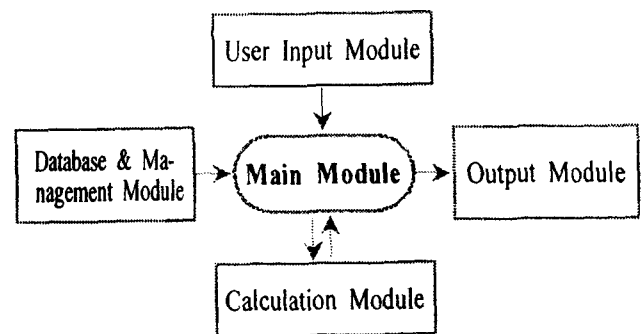 User Input Module
Database & Ma-
nagement Module
Main Module
Output Module
Calculation Module